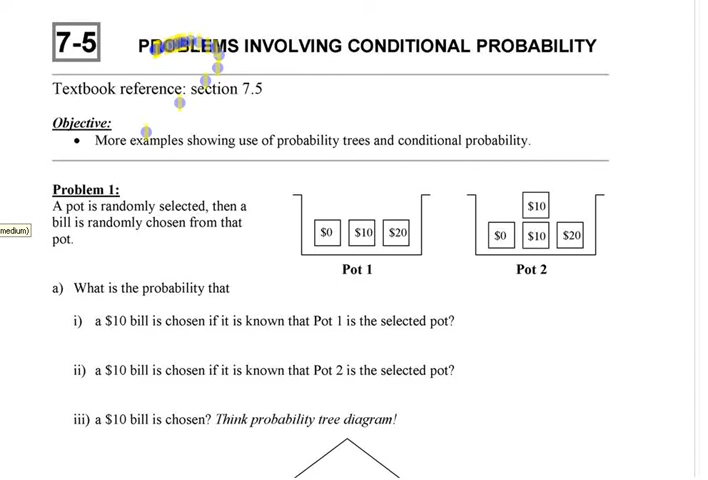 7-5 PROBLEMS INVOLVING CONDITIONAL PROBABILITY
Textbook reference: section 7.5
Objective:
• More examples showing use of probability trees and conditional probability.
Problem 1:
A pot is randomly selected, then a
bill is randomly chosen from that
pot.
medium)
$0 $10 $20
Pot 1
$10
$0 $10 $20
Pot 2
a) What is the probability that
i) a $10 bill is chosen if it is known that Pot 1 is the selected pot?
ii) a $10 bill is chosen if it is known that Pot 2 is the selected pot?
iii) a $10 bill is chosen? Think probability tree diagram!